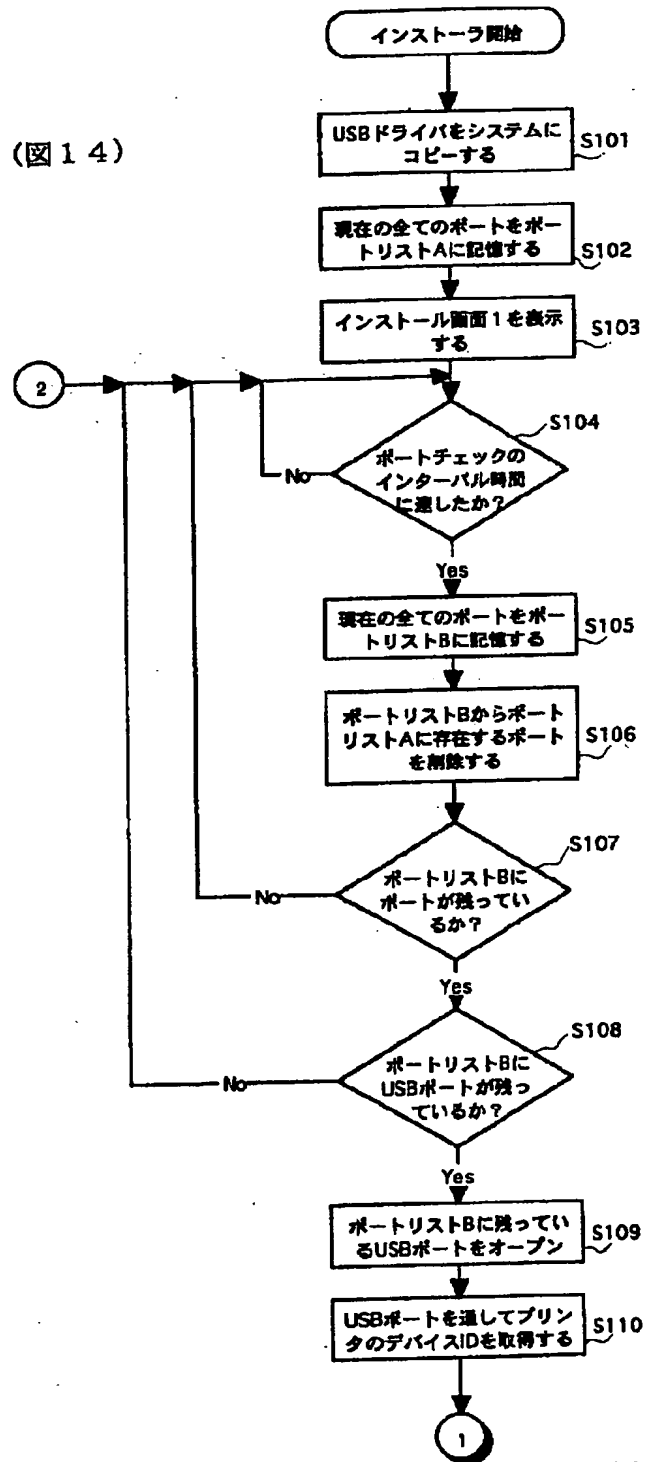 インストーラ開始
(図14)
USBドライバをシステムに
コピーする
S101
現在の全てのポートをポー
トリストAに記憶する
S102
インストール画面1を表示
する
S103
2
S104
ポートチェックの
インターバル時間
に達したか?
No
Yes
現在の全てのポートをポー
トリストBに記憶する
S105
ポートリストBからポート
リストAに存在するポート
を削除する
S106
S107
ポートリストBに
ポートが残ってい
るか?
No
Yes
S108
ポートリストBに
USBポートが残っ
ているか?
No
Yes
ポートリストBに残ってい
るUSBポートをオープン
S109
USBポートを通してプリン
タのデバイスIDを取得する
S110
1